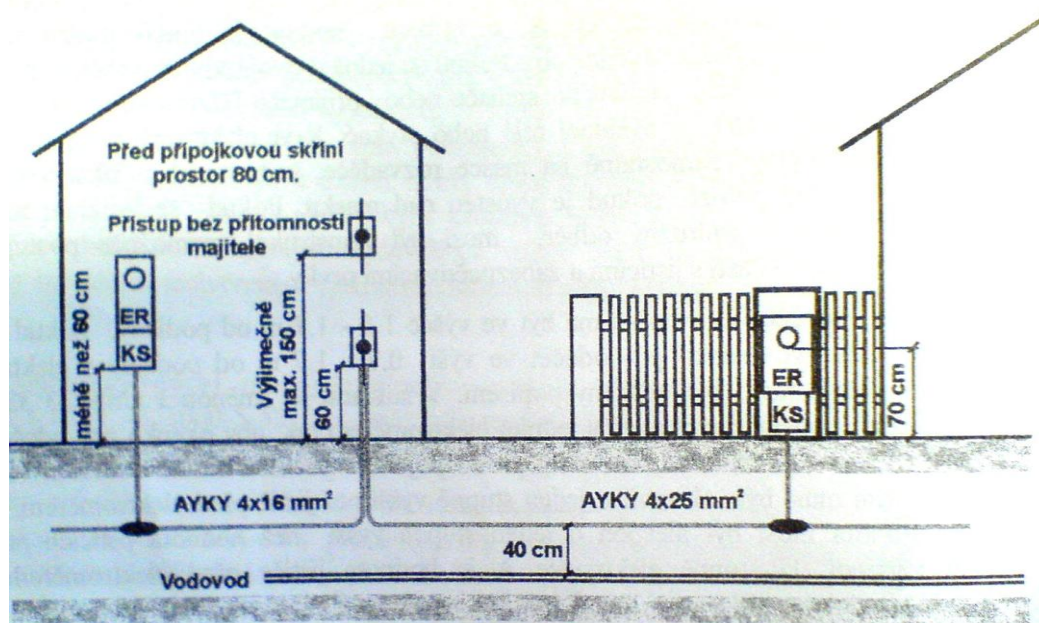 Před přípojkovou skříní
prostor 80 cm.
Přístup bez přítomnosti
majitele
ER
KS
méně než 60 cm
Výjimečně
max. 150 cm
60 cm
ER
KS
70 cm
AYKY 4x16 mm²
AYKY 4x25 mm²
40 cm
Vodovod